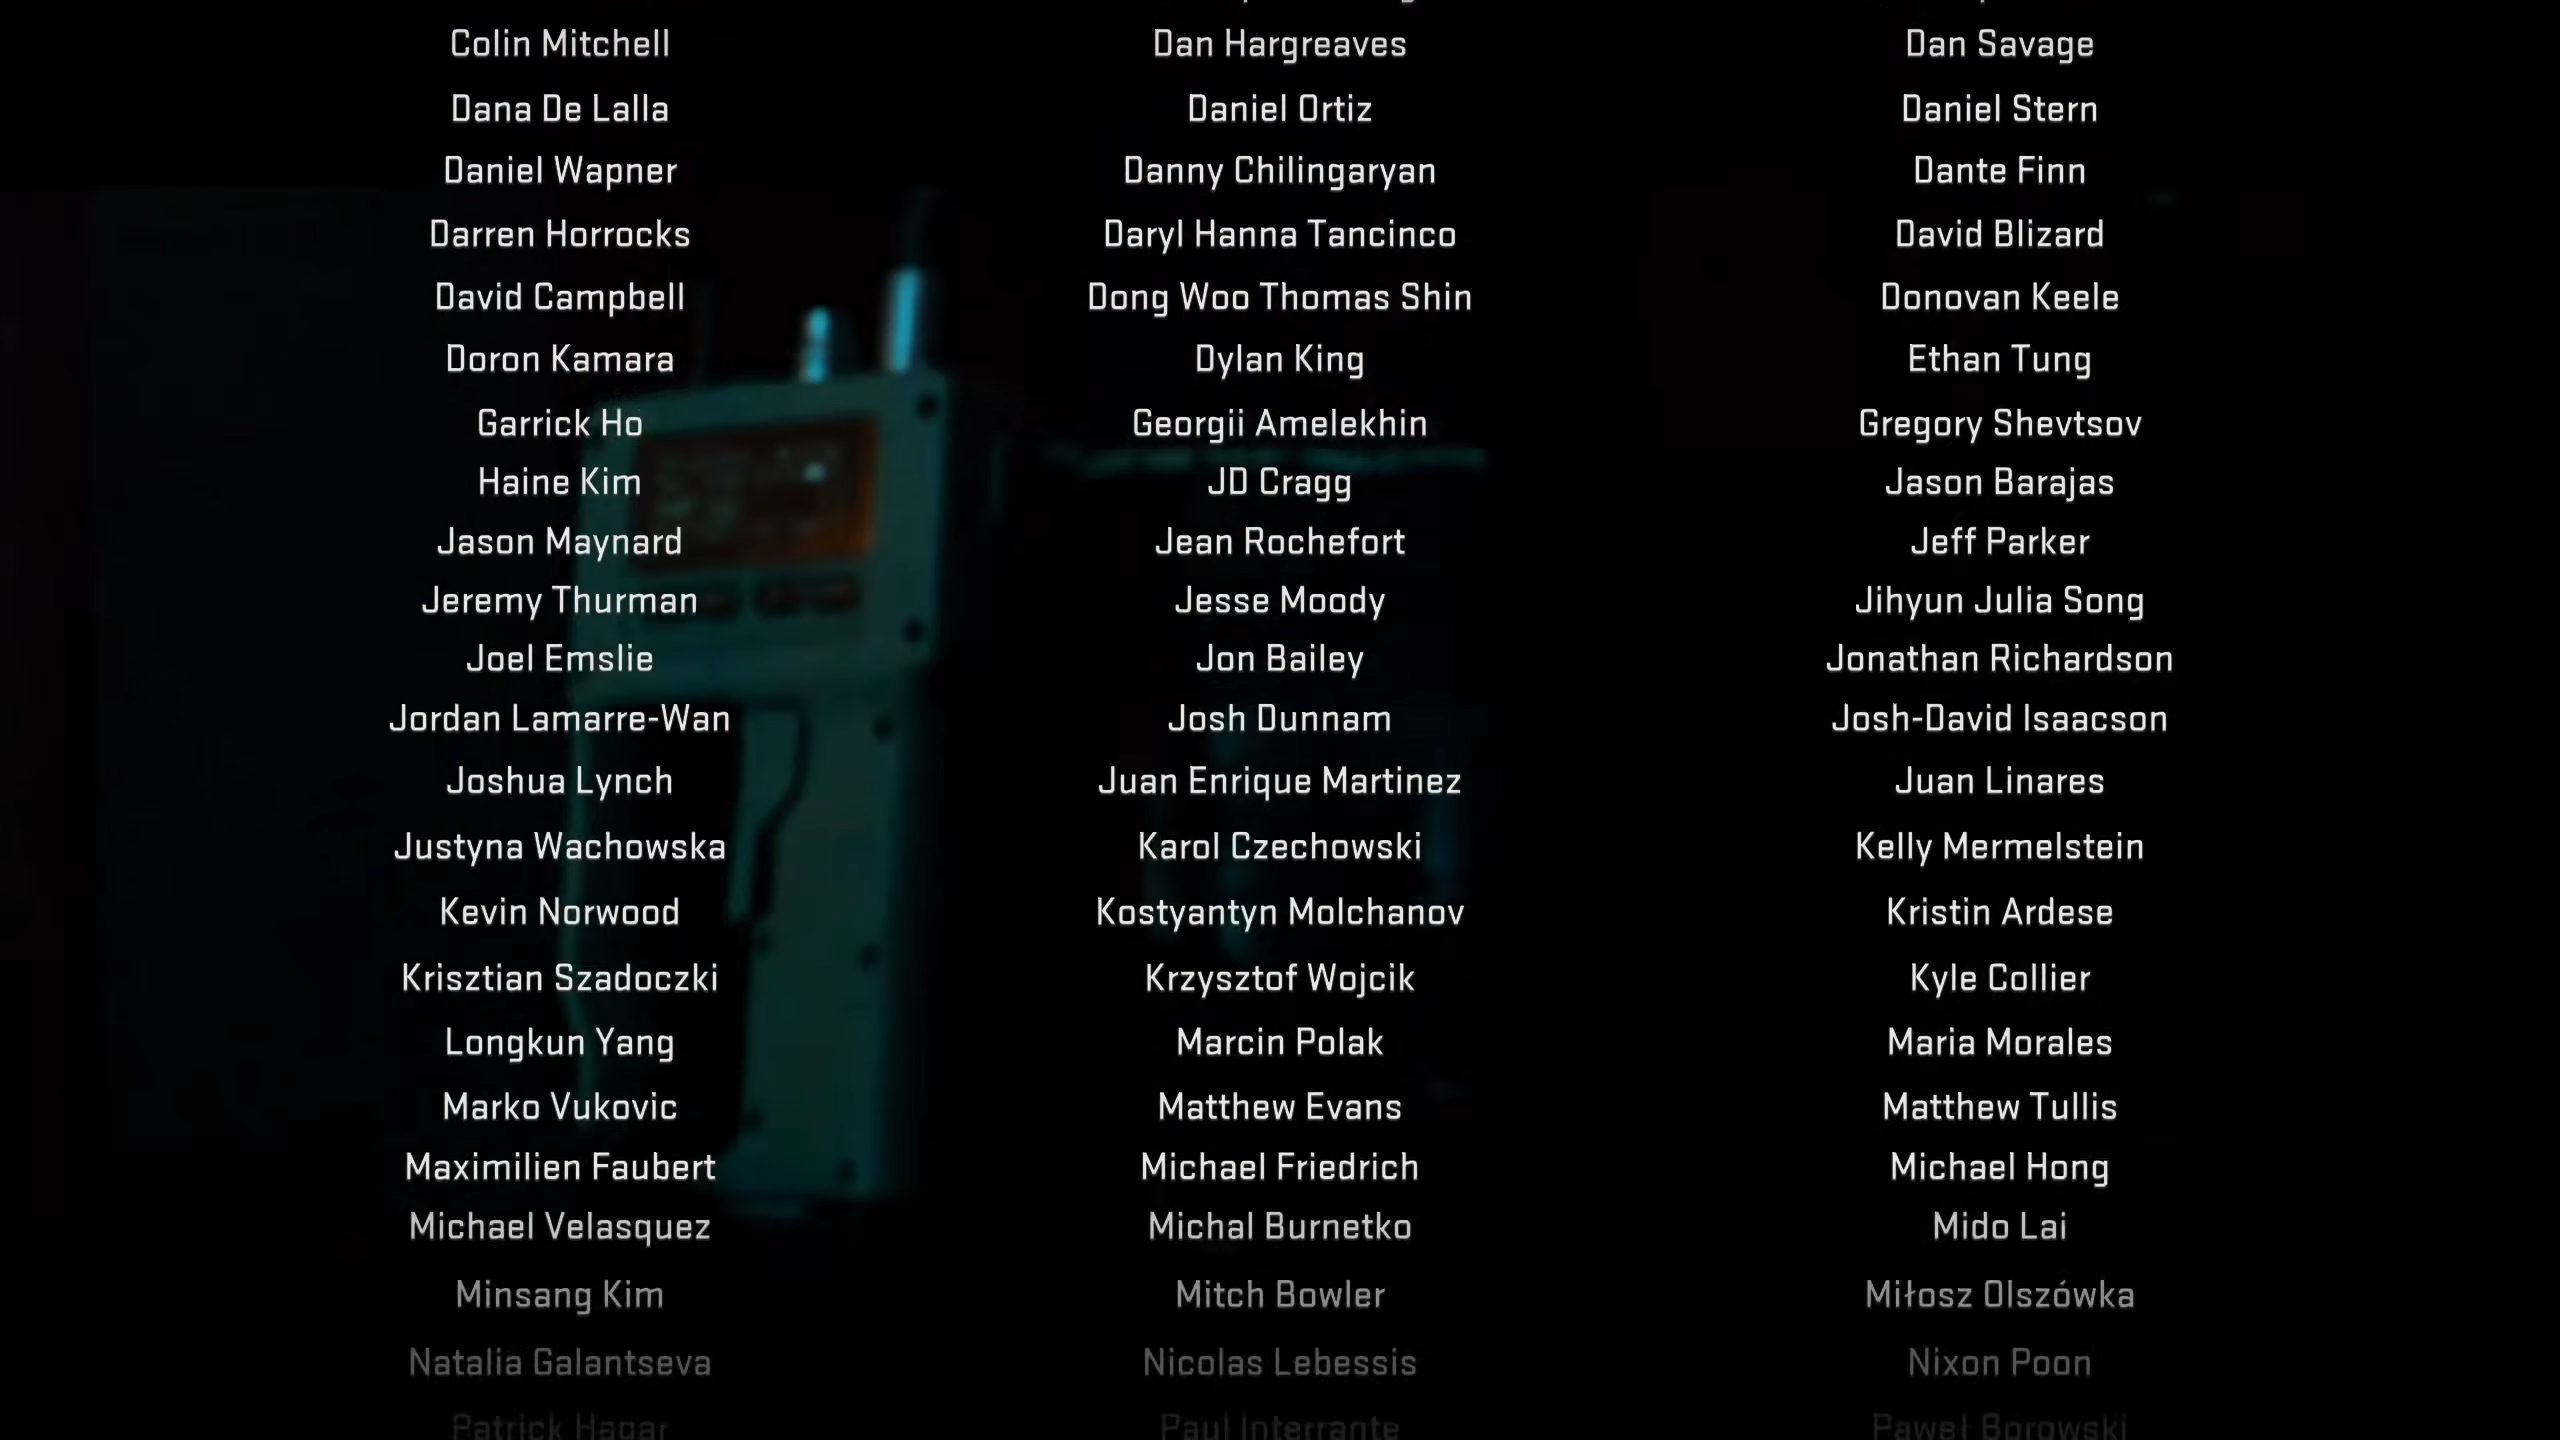 Colin Mitchell Dan Hargreaves Dan Savage
Dana De Lalla Daniel Ortiz Daniel Stern
Daniel Wapner Danny Chilingaryan Dante Finn
Darren Horrocks Daryl Hanna Tancinco David Blizard
David Campbell Dong Woo Thomas Shin Donovan Keele
Doron Kamara Dylan King Ethan Tung
Garrick Ho Georgii Amelekhin Gregory Shevtsov
Haine Kim JD Cragg Jason Barajas
Jason Maynard Jean Rochefort Jeff Parker
Jeremy Thurman Jesse Moody Jihyun Julia Song
Joel Emslie Jon Bailey Jonathan Richardson
Jordan Lamarre-Wan Josh Dunnam Josh-David Isaacson
Joshua Lynch Juan Enrique Martinez Juan Linares
Justyna Wachowska Karol Czechowski Kelly Mermelstein
Kevin Norwood Kostyantyn Molchanov Kristin Ardese
Krisztian Szadoczki Krzysztof Wojcik Kyle Collier
Longkun Yang Marcin Polak Maria Morales
Marko Vukovic Matthew Evans Matthew Tullis
Maximilien Faubert Michael Friedrich Michael Hong
Michael Velasquez Michal Burnetko Mido Lai
Minsang Kim Mitch Bowler Miłosz Olszówka
Natalia Galantseva Nicolas Lebessis Nixon Poon
Patrick Hagar Paul Interrante Paweł Borowski